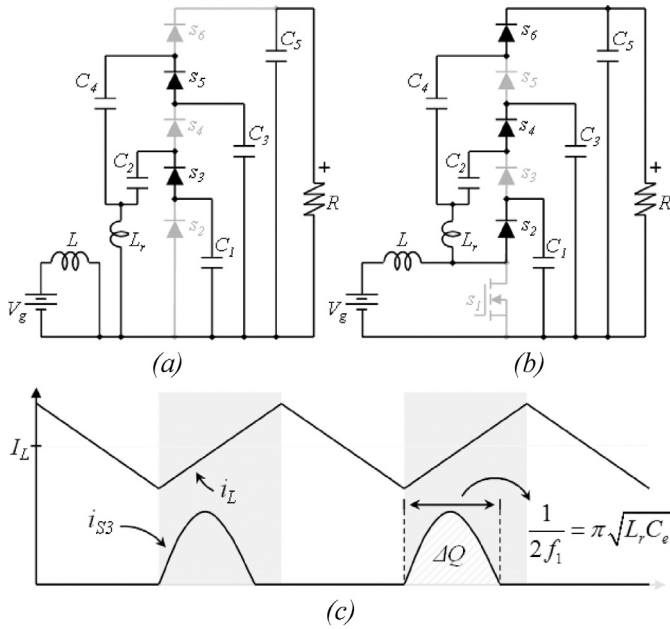 s6
C5
s5
C4
s4
C3
C2
s3
+
R
Lr
L
C1
s2
Vg
(a)
s6
C5
s5
C4
s4
C3
C2
s3
+
R
Lr
L
s2
C1
Vg
s1
(b)
IL
iL
iS3
ΔQ
1/2f1 = π√LrCe
(c)